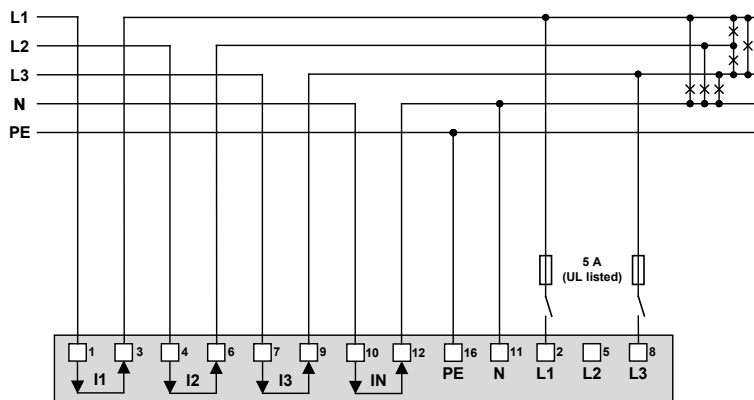 L1
L2
L3
N
PE
5 A
(UL listed)
1 3 4 6 7 9 10 12 16 11 2 5 8
I1 I2 I3 IN PE N L1 L2 L3